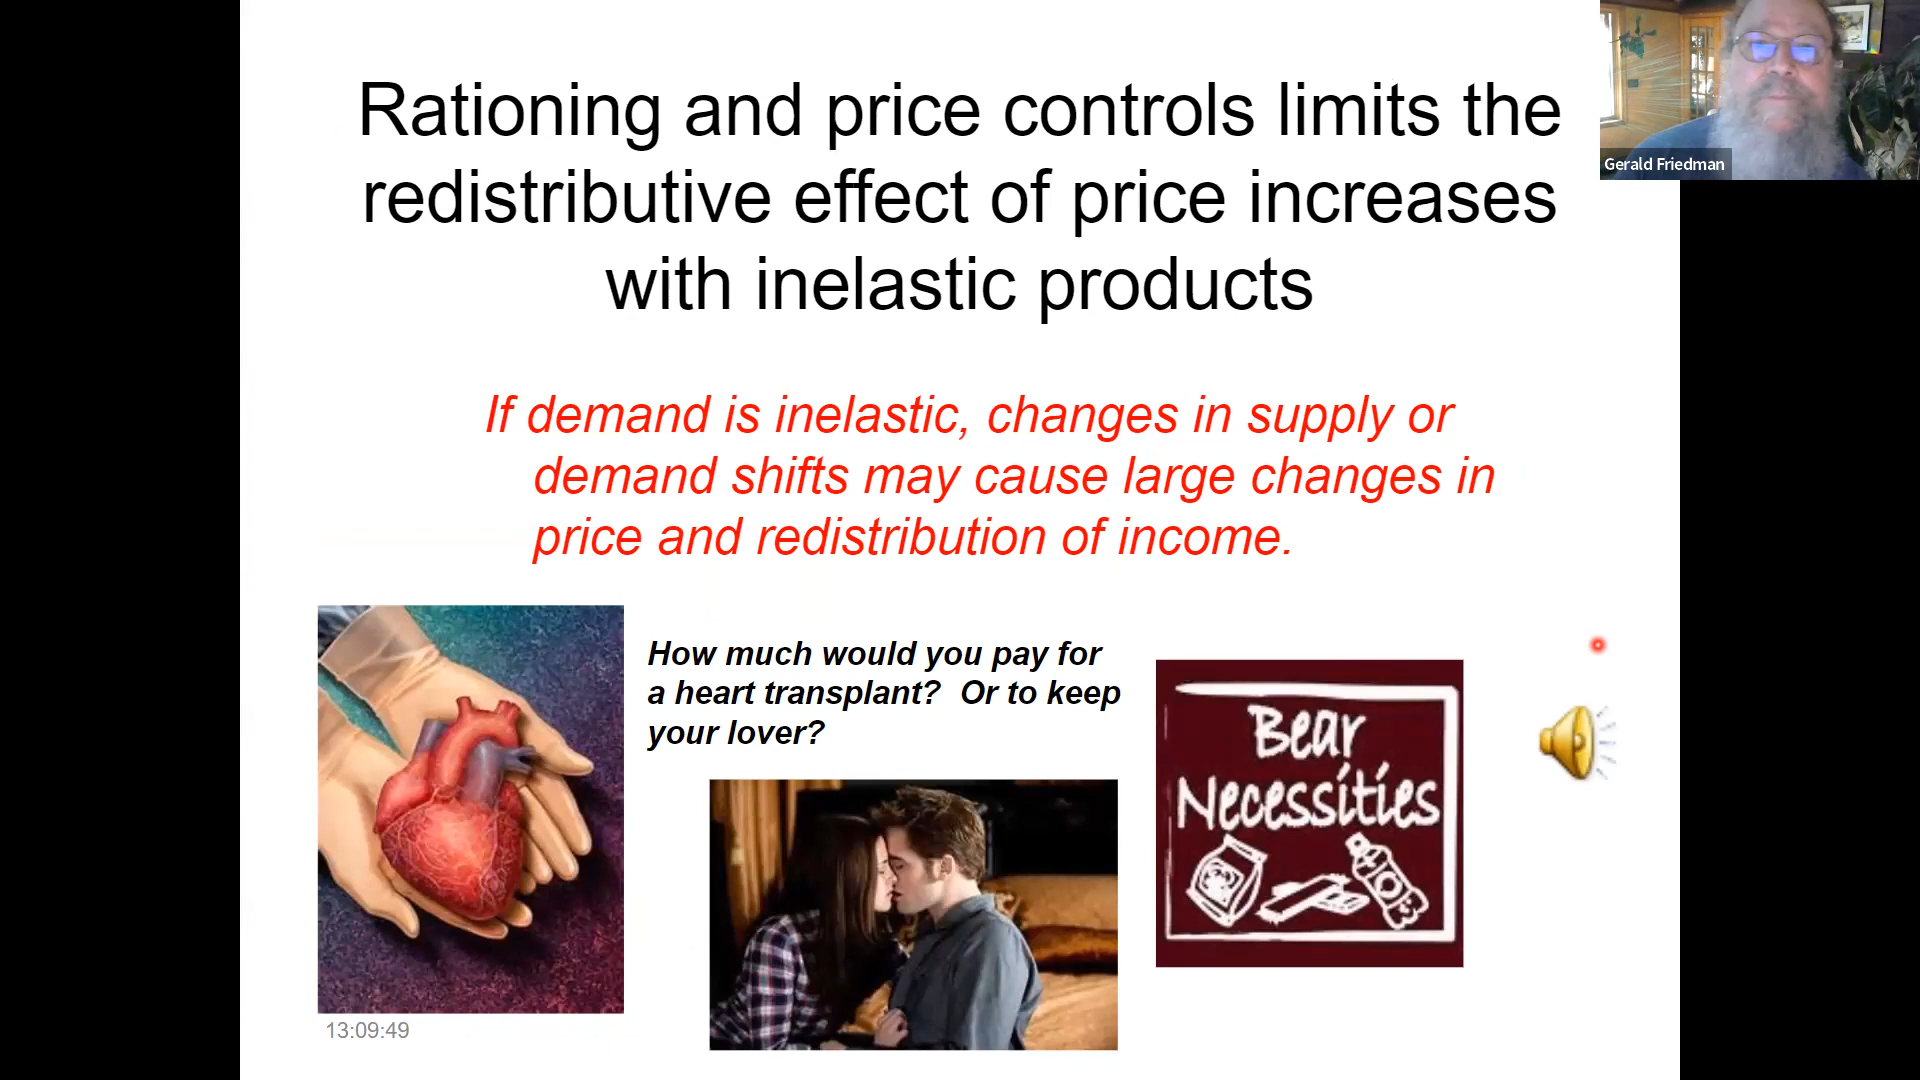 Rationing and price controls limits the
redistributive effect of price increases
with inelastic products
Gerald Friedman
If demand is inelastic, changes in supply or
demand shifts may cause large changes in
price and redistribution of income.
How much would you pay for
a heart transplant? Or to keep
your lover?
Bear
Necessities
13:09:49